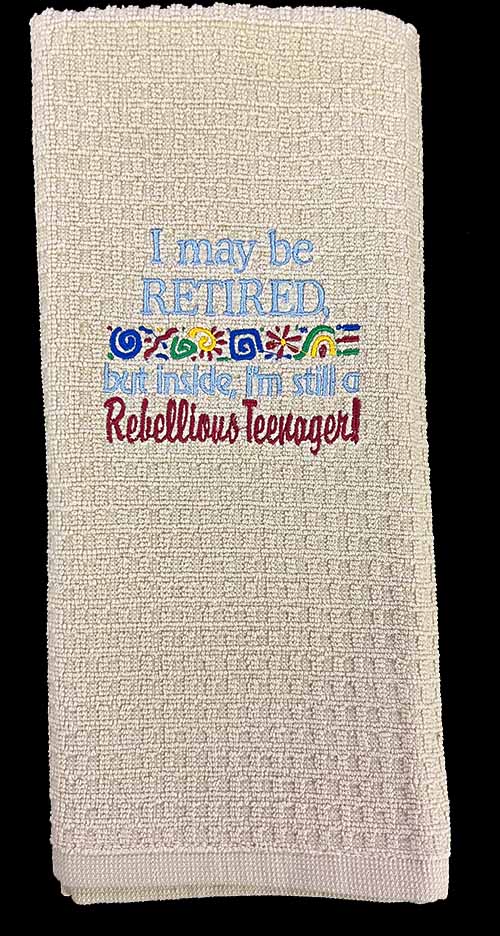 I may be
RETIRED,
but inside, I'm still a
Rebellious Teenager!